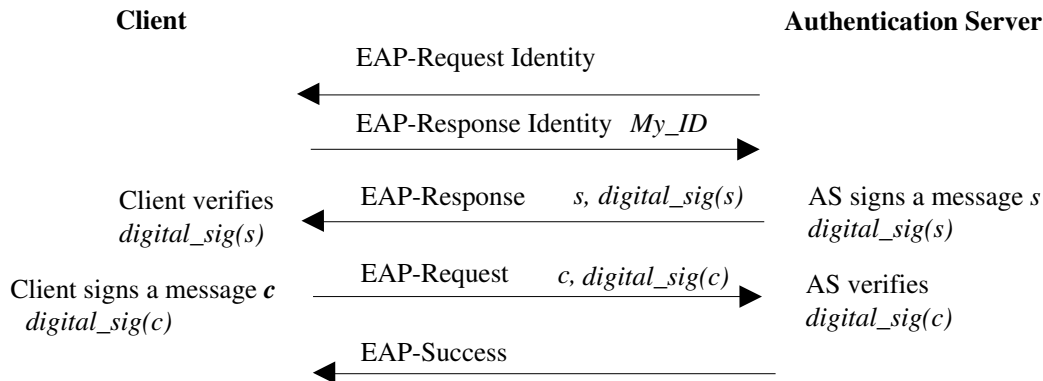 Client
Authentication Server
EAP-Request Identity
EAP-Response Identity My_ID
Client verifies
digital_sig(s)
EAP-Response s, digital_sig(s)
AS signs a message s
digital_sig(s)
Client signs a message c
digital_sig(c)
EAP-Request c, digital_sig(c)
AS verifies
digital_sig(c)
EAP-Success